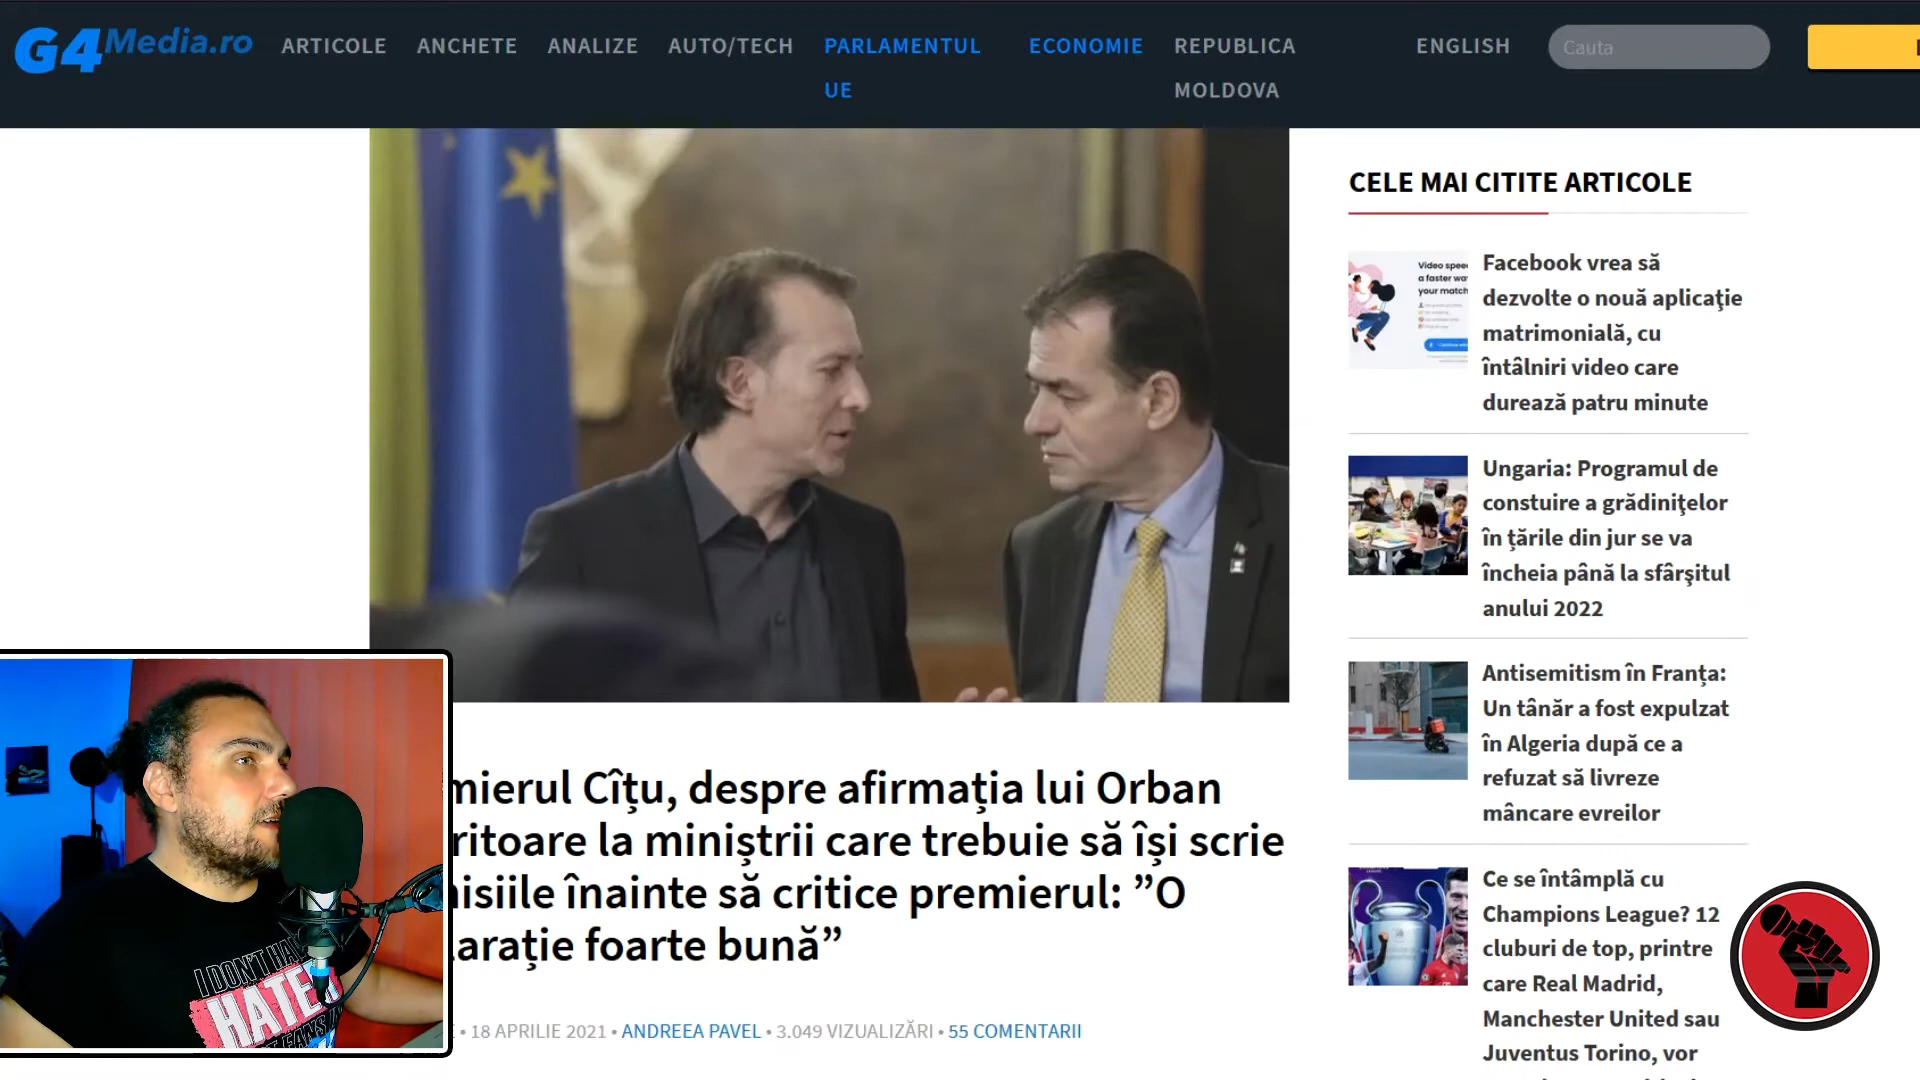 G4Media.ro
ARTICOLE
ANCHETE
ANALIZE
AUTO/TECH
PARLAMENTUL
UE
ECONOMIE
REPUBLICA
MOLDOVA
ENGLISH
Cauta
CELE MAI CITITE ARTICOLE
Facebook vrea să
dezvolte o nouă aplicaţie
matrimonială, cu
întâlniri video care
durează patru minute
Ungaria: Programul de
constuire a grădiniţelor
în țările din jur se va
încheia până la sfârşitul
anului 2022
Antisemitism în Franța:
Un tânăr a fost expulzat
în Algeria după ce a
refuzat să livreze
mâncare evreilor
Ce se întâmplă cu
Champions League? 12
cluburi de top, printre
care Real Madrid,
Manchester United sau
Juventus Torino, vor
mierul Cîțu, despre afirmația lui Orban
ritoare la miniștrii care trebuie să își scrie
isiile înainte să critice premierul: ”O
arație foarte bună”
• 18 APRILIE 2021 • ANDREEA PAVEL • 3.049 VIZUALIZĂRI • 55 COMENTARII
I DON'T HA
HATE
FANS